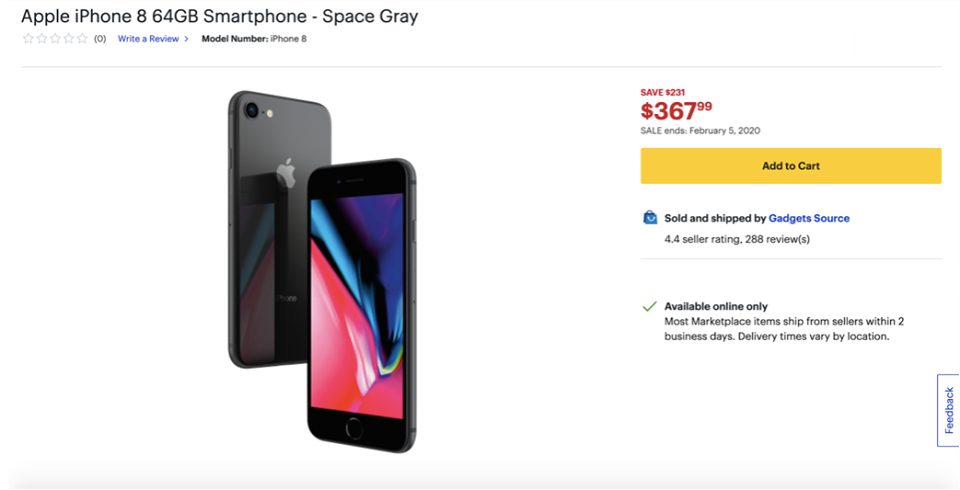 Apple iPhone 8 64GB Smartphone - Space Gray
(0) Write a Review > Model Number: iPhone 8
SAVE $231
$367⁹⁹
SALE ends: February 5, 2020
Add to Cart
Sold and shipped by Gadgets Source
4.4 seller rating, 288 review(s)
iPhone
Available online only
Most Marketplace items ship from sellers within 2
business days. Delivery times vary by location.
Feedback